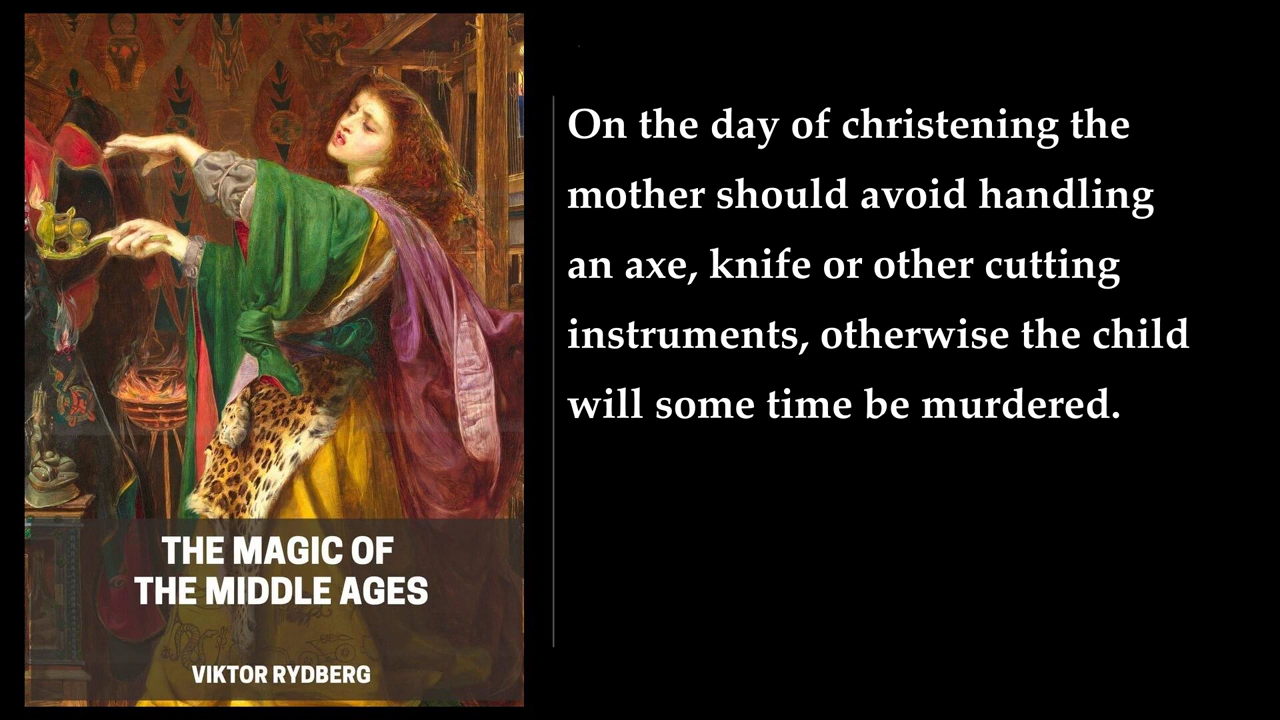 THE MAGIC OF
THE MIDDLE AGES
VIKTOR RYDBERG
On the day of christening the
mother should avoid handling
an axe, knife or other cutting
instruments, otherwise the child
will some time be murdered.